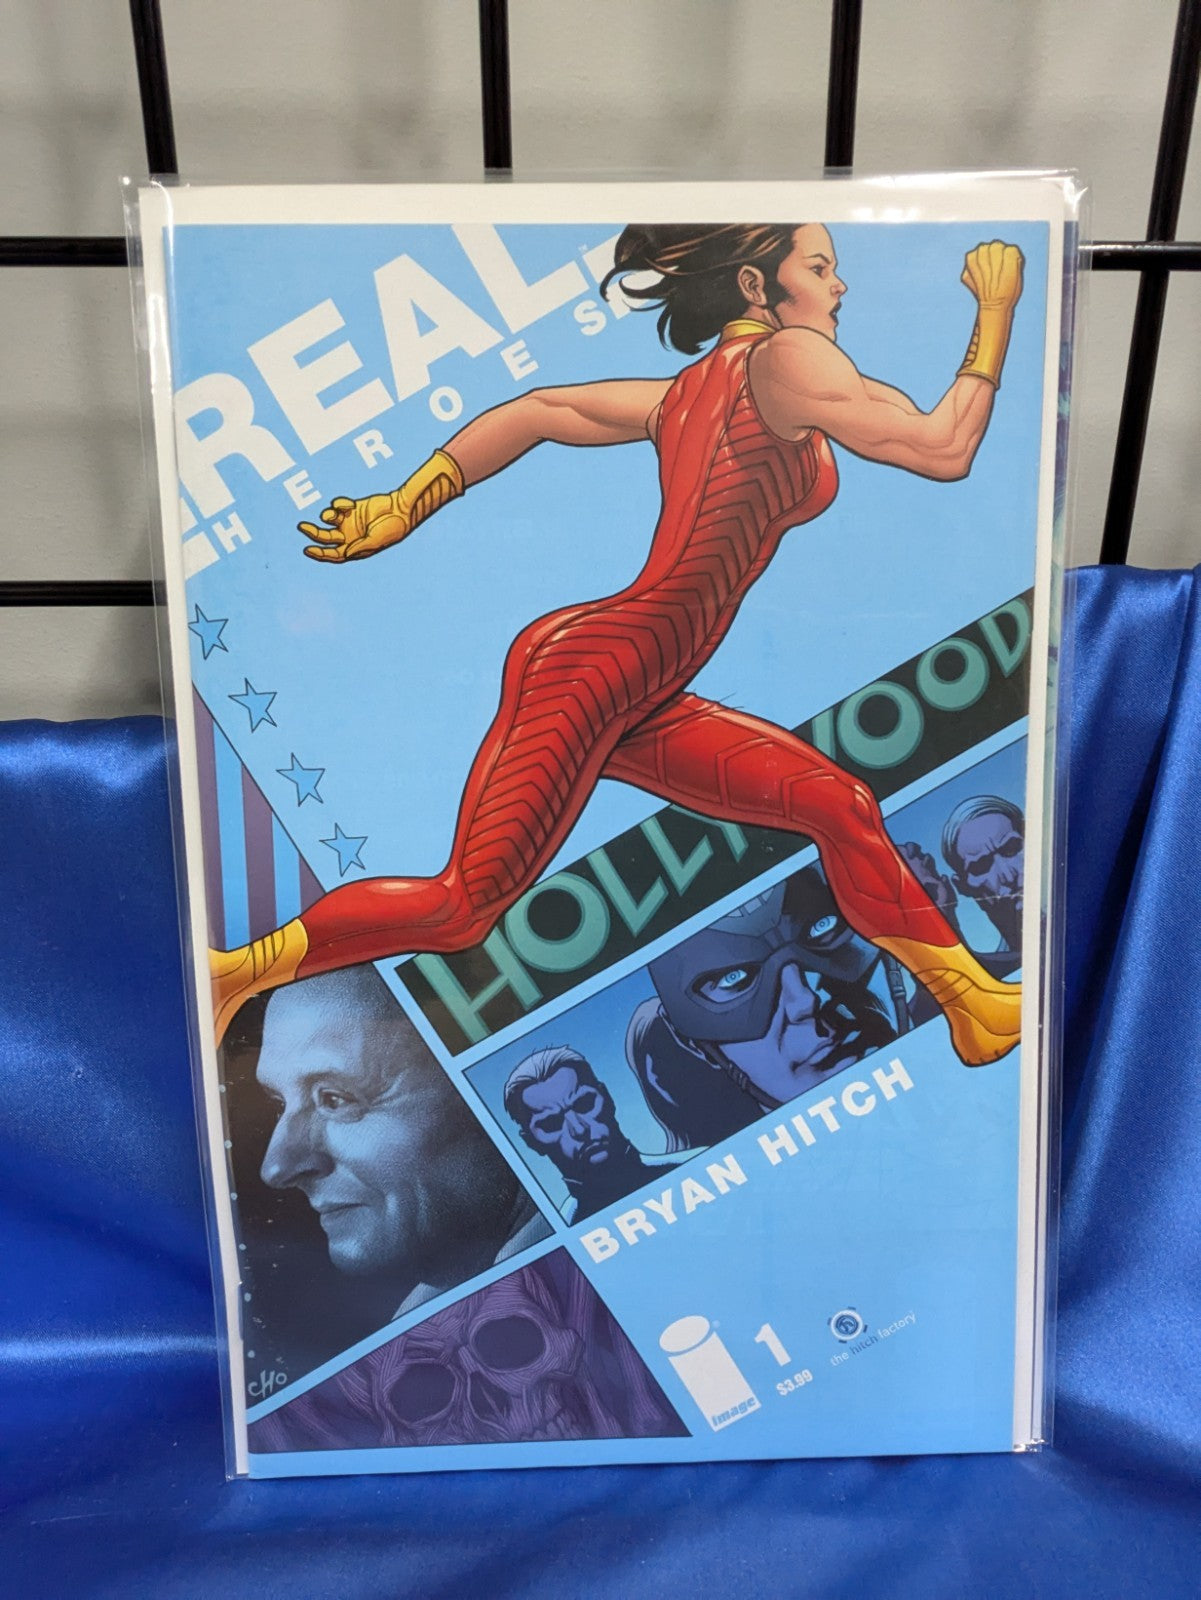 REAL
HEROES
HOLLYWOOD
BRYAN HITCH
CHO
image
1
$3.99
the hitch factory